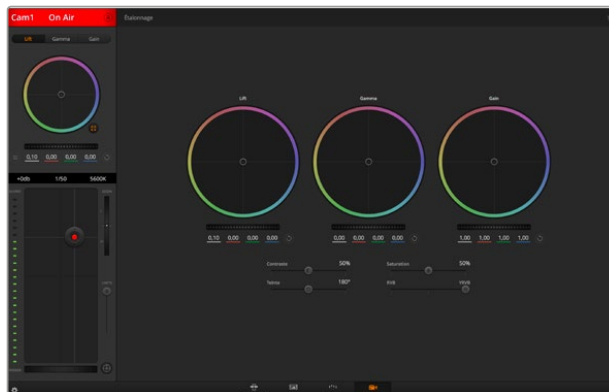 Cam1 On Air
Étalonnage
Lift Gamma Gain
0,10 0,00 0,00 0,00
+0db 1/50 5600K
Lift Gamma Gain
0,10 0,00 0,00 0,00
0,00 0,00 0,00 0,00
1,00 1,00 1,00 1,00
Contraste 50% Saturation 50%
Teinte 180°